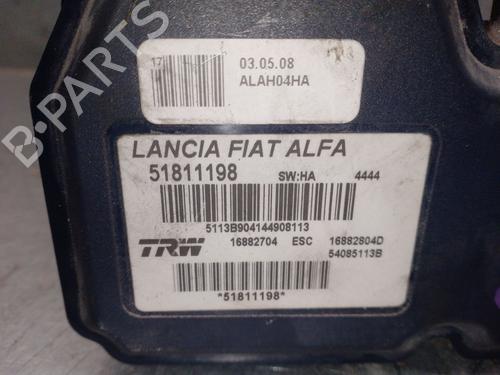 17
03.05.08
ALAH04HA
LANCIA FIAT ALFA
51811198 SW:HA 4444
5113B904144908113
TRW 16882704 ESC 16882804D
54085113B
*51811198*
B-PARTS